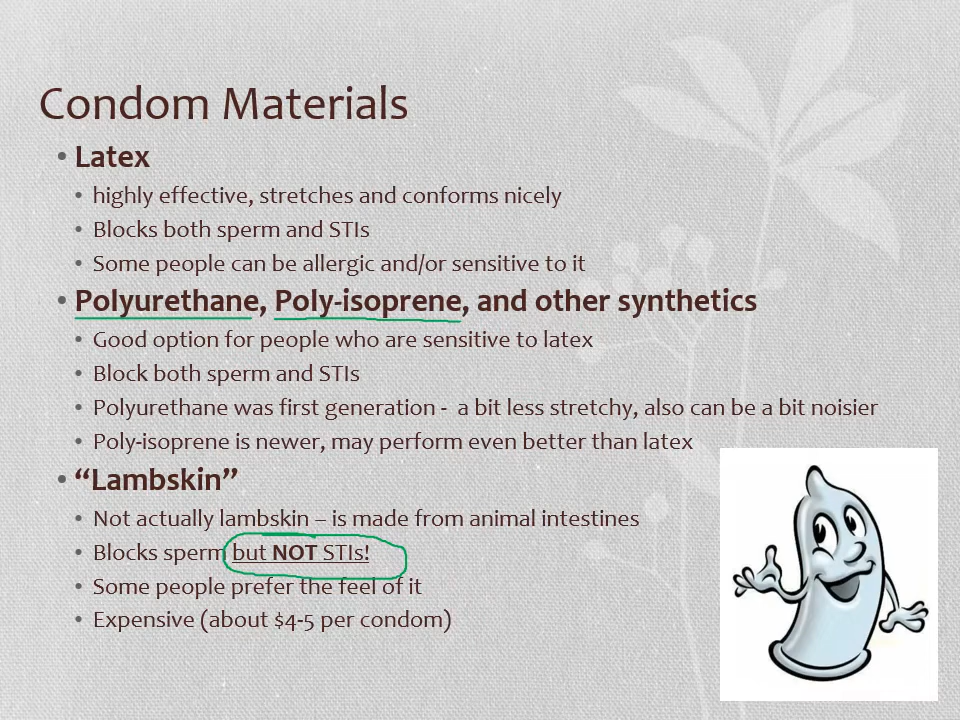 Condom Materials
• Latex
• highly effective, stretches and conforms nicely
• Blocks both sperm and STIs
• Some people can be allergic and/or sensitive to it
• Polyurethane, Poly-isoprene, and other synthetics
• Good option for people who are sensitive to latex
• Block both sperm and STIs
• Polyurethane was first generation -  a bit less stretchy, also can be a bit noisier
• Poly-isoprene is newer, may perform even better than latex
• “Lambskin”
• Not actually lambskin – is made from animal intestines
• Blocks sperm but NOT STIs!
• Some people prefer the feel of it
• Expensive (about $4-5 per condom)